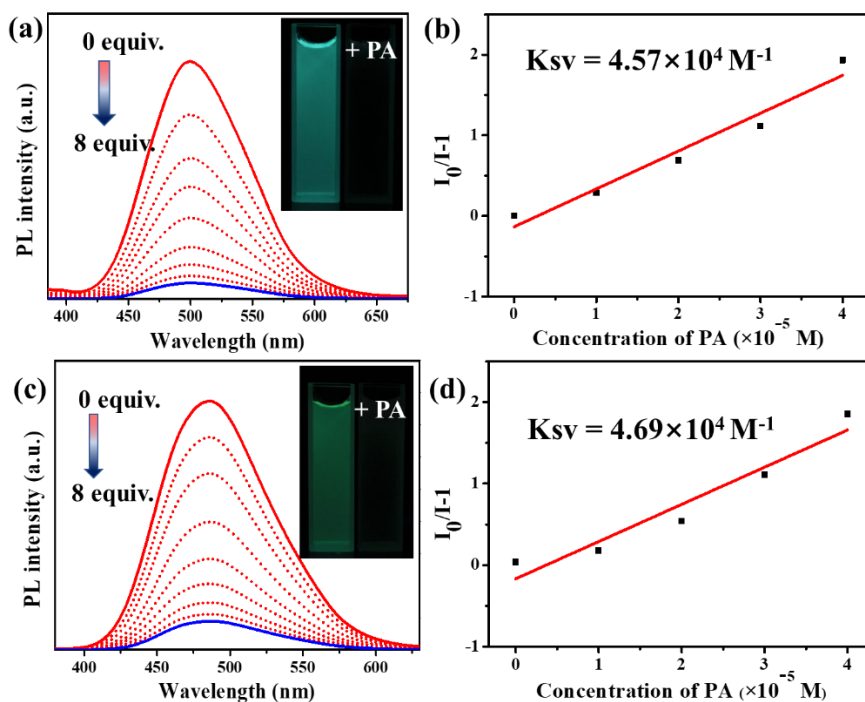 (a)
0 equiv.
8 equiv.
+ PA
PL intensity (a.u.)
400 450 500 550 600 650
Wavelength (nm)
(b)
Ksv = 4.57×10⁴ M⁻¹
I₀/I-1
2
1
0
-1
0 1 2 3 4
Concentration of PA (×10⁻⁵ M)
(c)
0 equiv.
8 equiv.
+ PA
PL intensity (a.u.)
400 450 500 550 600
Wavelength (nm)
(d)
Ksv = 4.69×10⁴ M⁻¹
I₀/I-1
2
1
0
-1
0 1 2 3 4
Concentration of PA (×10⁻⁵ M)